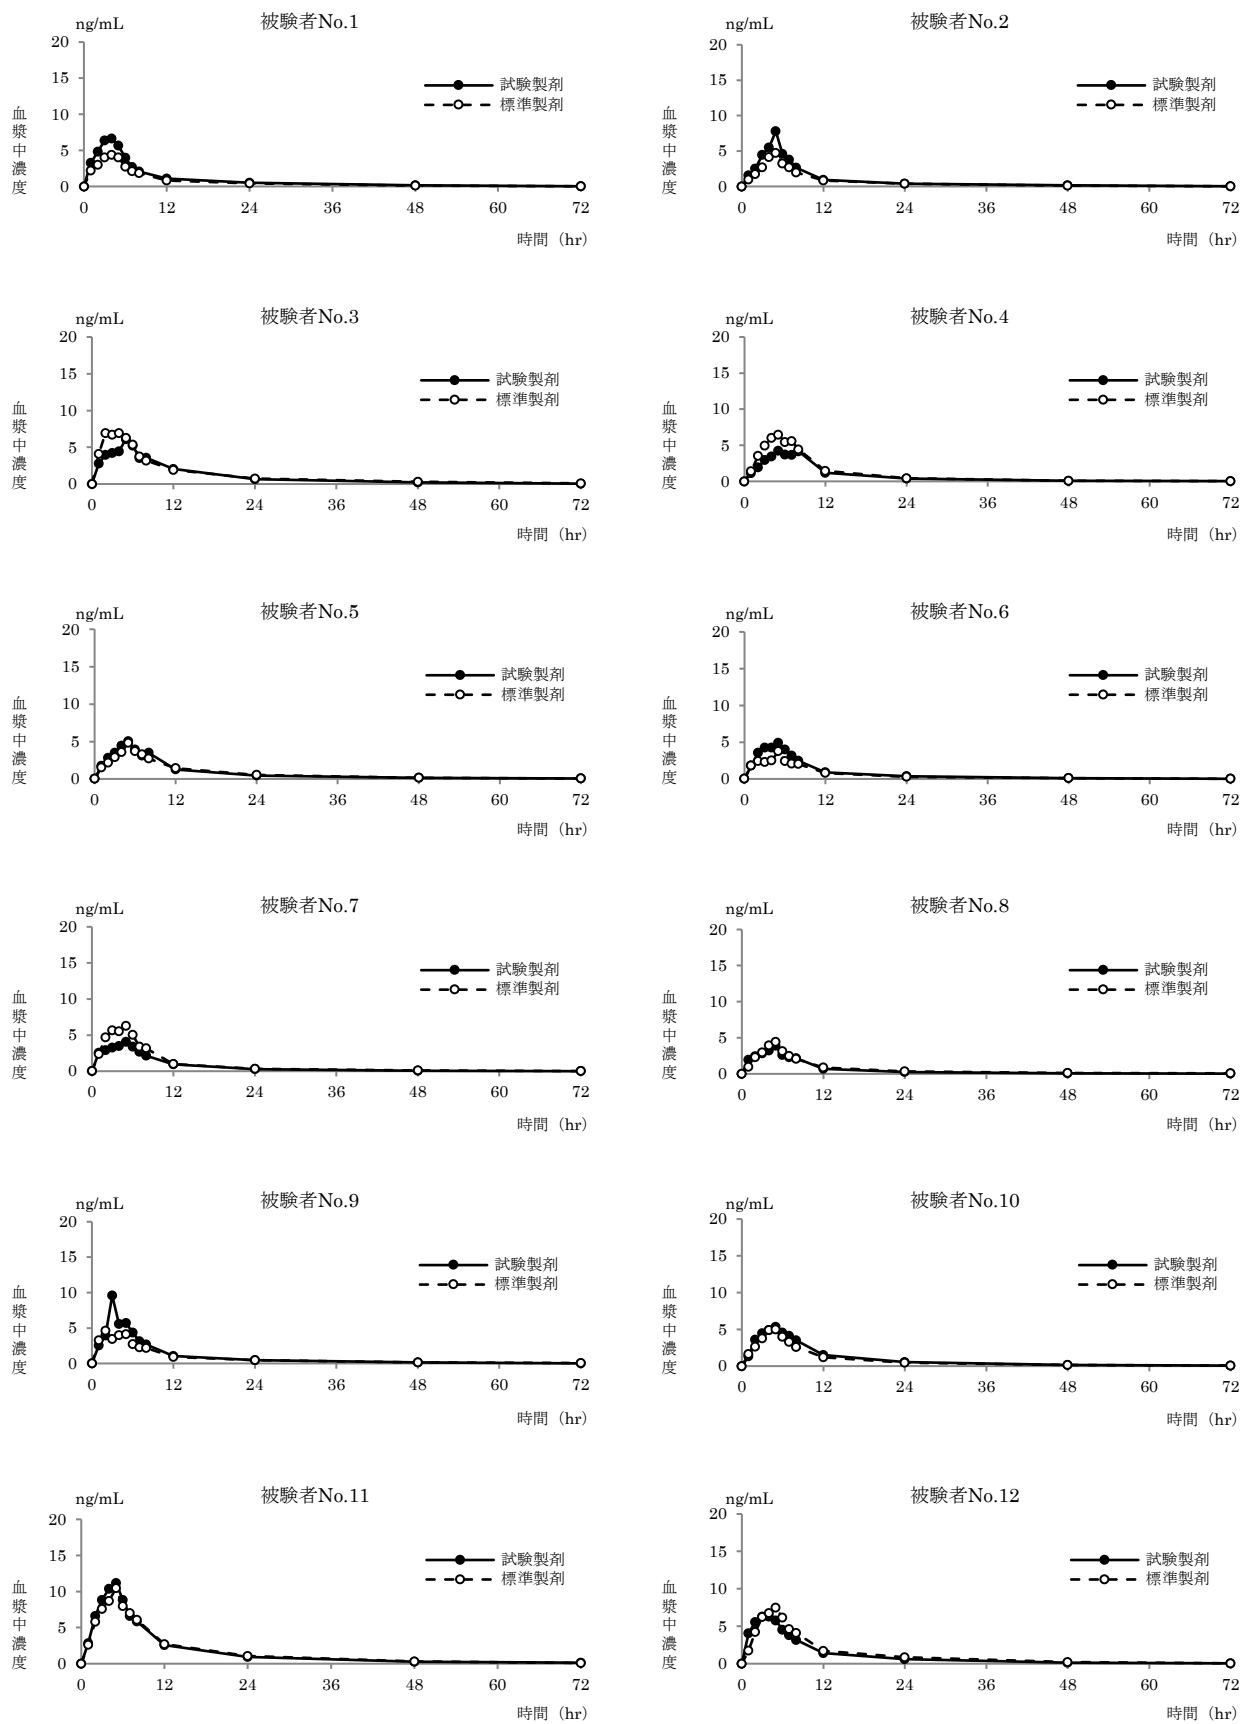 ng/mL
被験者No.1
20
15
10
5
0
0 12 24 36 48 60 72
血漿中濃度
試験製剤
標準製剤
時間 (hr)
被験者No.2
20
15
10
5
0
0 12 24 36 48 60 72
ng/mL
血漿中濃度
試験製剤
標準製剤
時間 (hr)
ng/mL
被験者No.3
20
15
10
5
0
0 12 24 36 48 60 72
血漿中濃度
試験製剤
標準製剤
時間 (hr)
ng/mL
被験者No.4
20
15
10
5
0
0 12 24 36 48 60 72
血漿中濃度
試験製剤
標準製剤
時間 (hr)
ng/mL
被験者No.5
20
15
10
5
0
0 12 24 36 48 60 72
血漿中濃度
試験製剤
標準製剤
時間 (hr)
ng/mL
被験者No.6
20
15
10
5
0
0 12 24 36 48 60 72
血漿中濃度
試験製剤
標準製剤
時間 (hr)
ng/mL
被験者No.7
20
15
10
5
0
0 12 24 36 48 60 72
血漿中濃度
試験製剤
標準製剤
時間 (hr)
ng/mL
被験者No.8
20
15
10
5
0
0 12 24 36 48 60 72
血漿中濃度
試験製剤
標準製剤
時間 (hr)
ng/mL
被験者No.9
20
15
10
5
0
0 12 24 36 48 60 72
血漿中濃度
試験製剤
標準製剤
時間 (hr)
ng/mL
被験者No.10
20
15
10
5
0
0 12 24 36 48 60 72
血漿中濃度
試験製剤
標準製剤
時間 (hr)
ng/mL
被験者No.11
20
15
10
5
0
0 12 24 36 48 60 72
血漿中濃度
試験製剤
標準製剤
時間 (hr)
ng/mL
被験者No.12
20
15
10
5
0
0 12 24 36 48 60 72
血漿中濃度
試験製剤
標準製剤
時間 (hr)